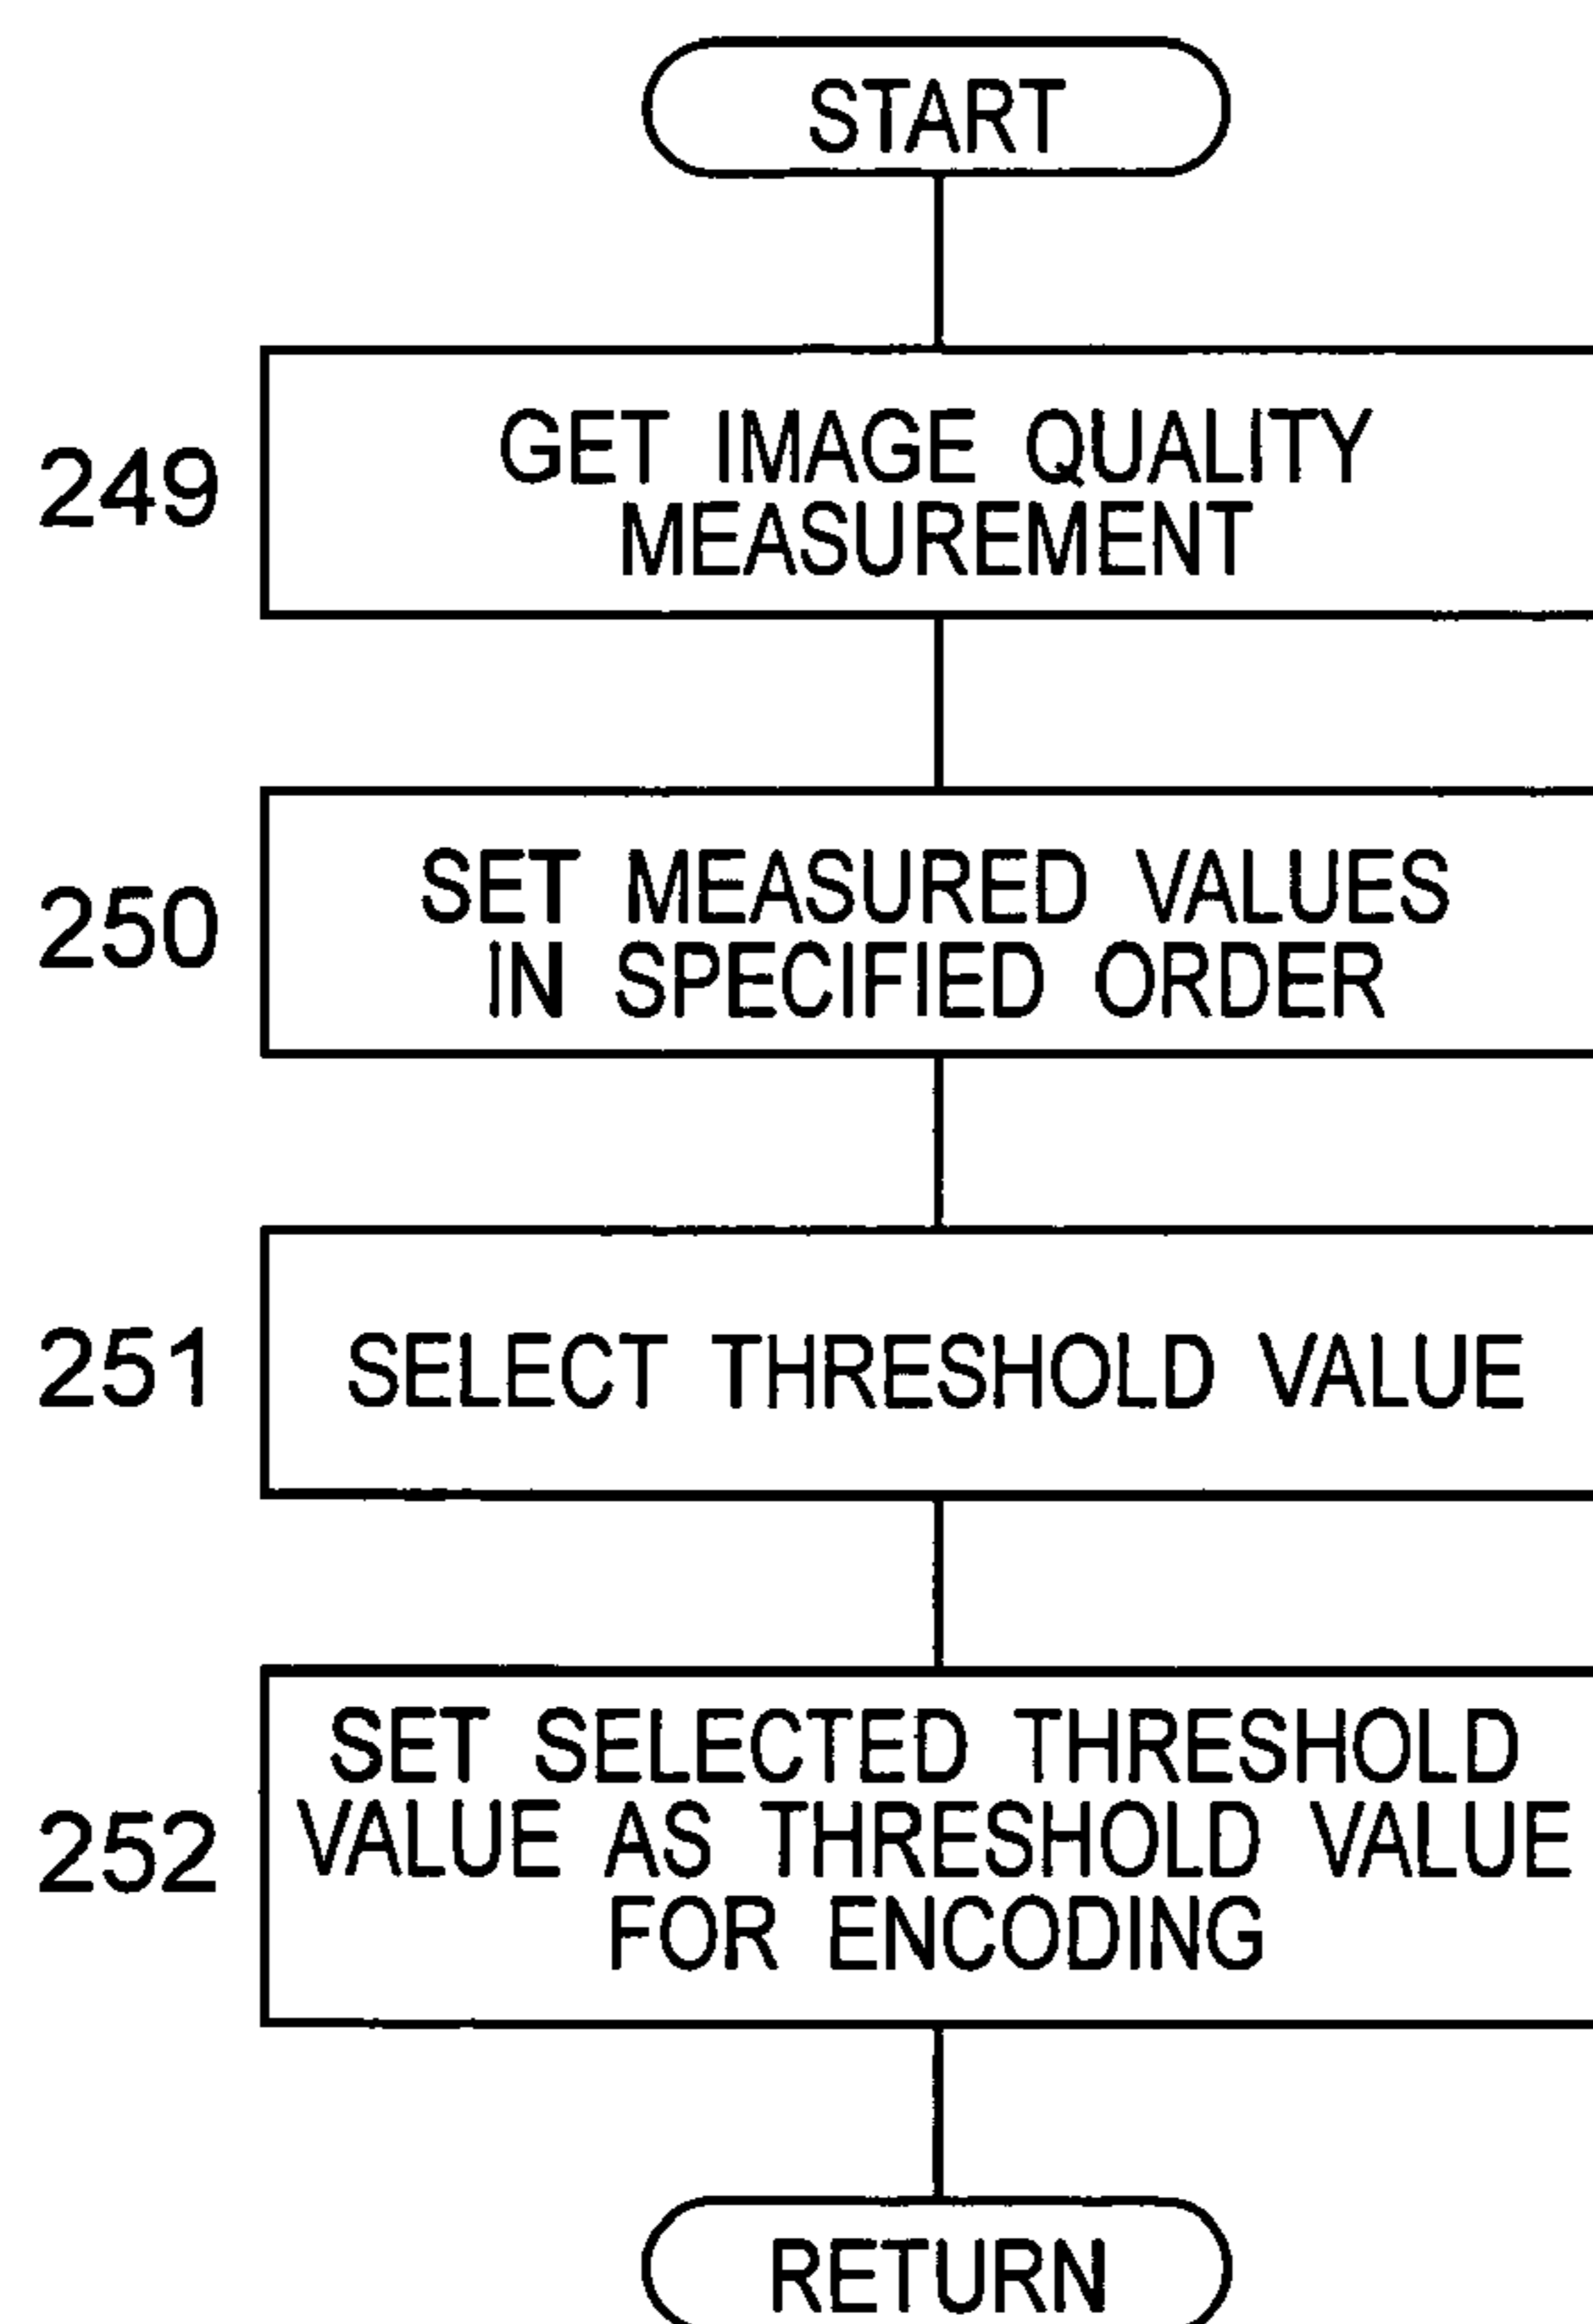 START
249
GET IMAGE QUALITY
MEASUREMENT
250
SET MEASURED VALUES
IN SPECIFIED ORDER
251
SELECT THRESHOLD VALUE
252
SET SELECTED THRESHOLD
VALUE AS THRESHOLD VALUE
FOR ENCODING
RETURN